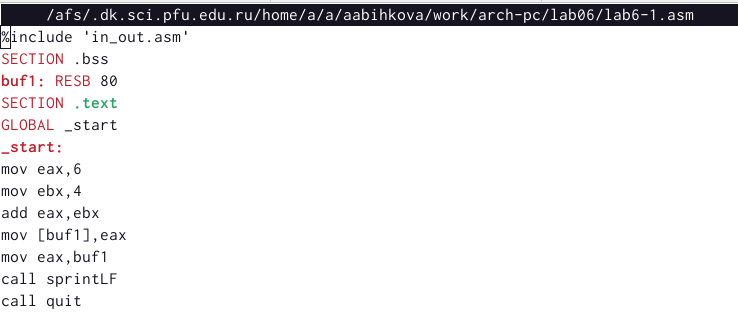 /afs/.dk.sci.pfu.edu.ru/home/a/a/aabihkova/work/arch-pc/lab06/lab6-1.asm
%include 'in_out.asm'
SECTION .bss
buf1: RESB 80
SECTION .text
GLOBAL _start
_start:
mov eax,6
mov ebx,4
add eax,ebx
mov [buf1],eax
mov eax,buf1
call sprintLF
call quit